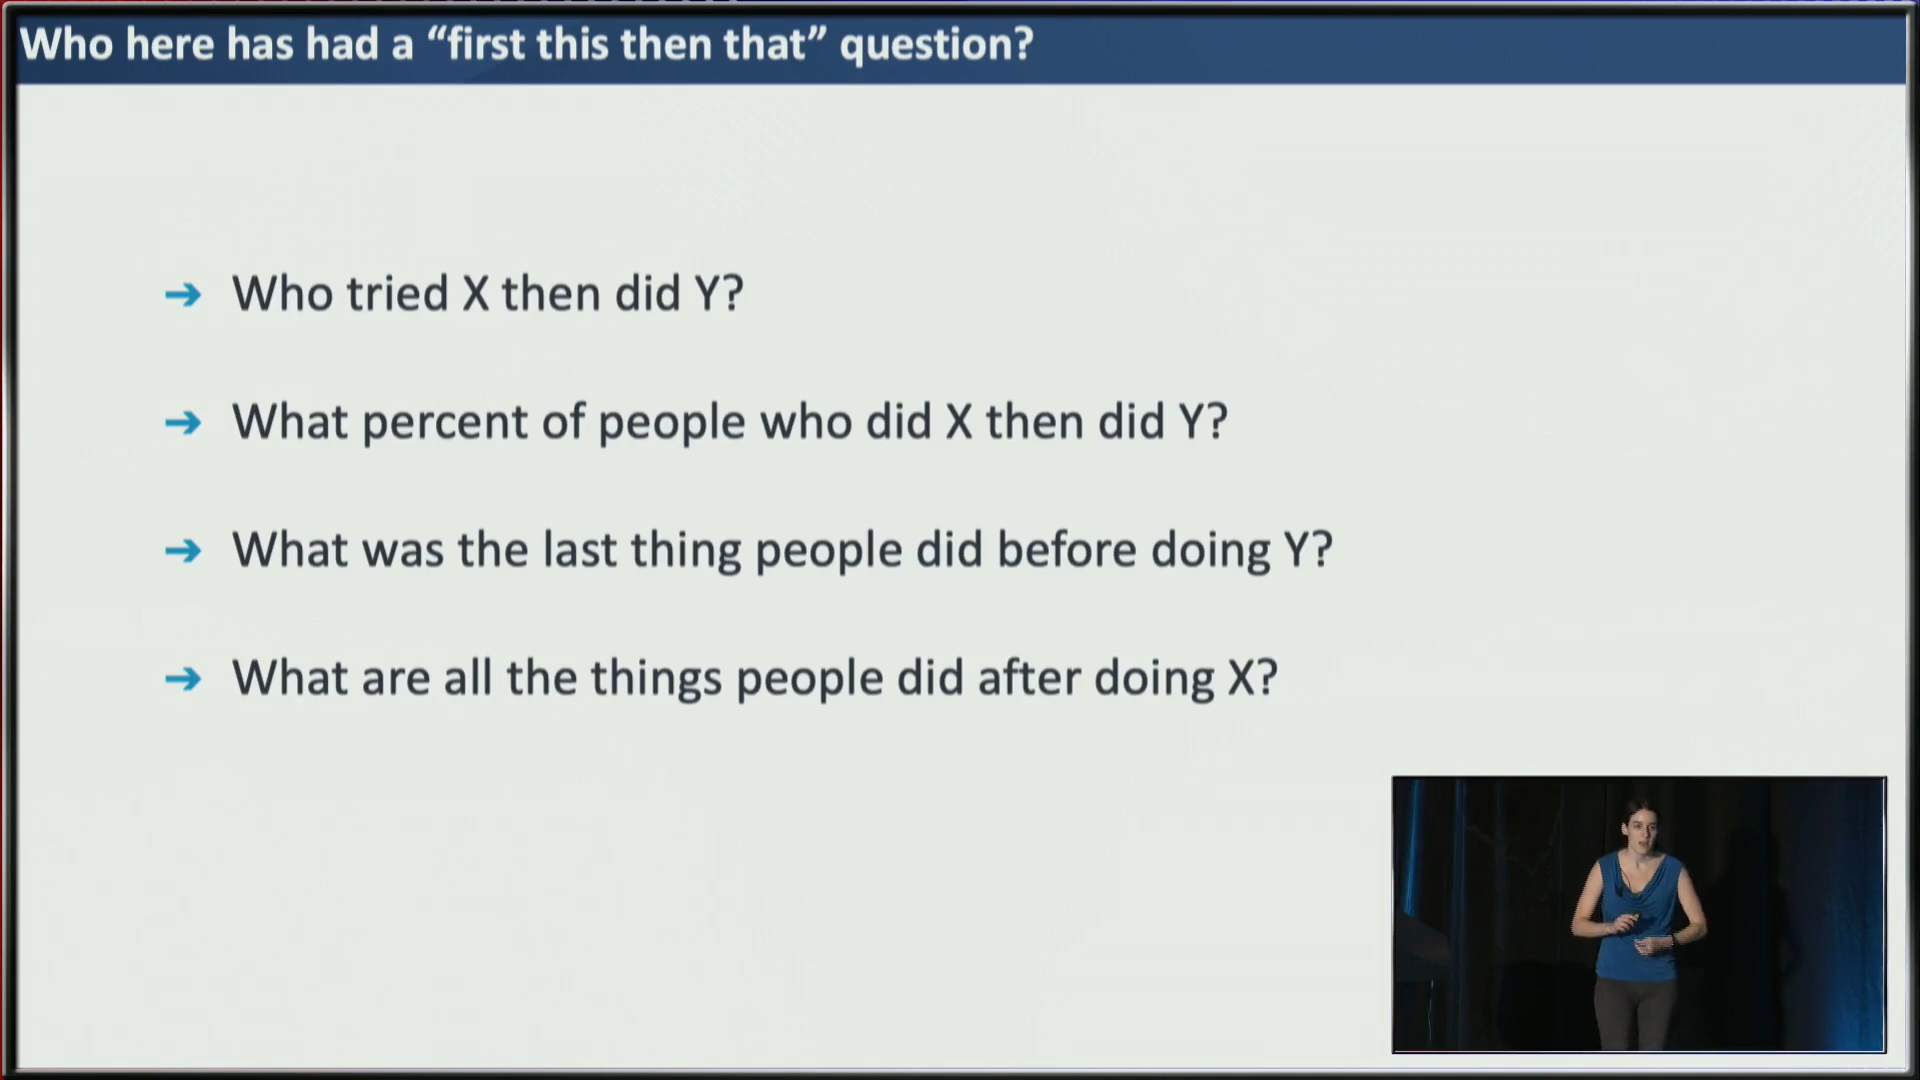 Who here has had a “first this then that” question?
➔ Who tried X then did Y?
➔ What percent of people who did X then did Y?
➔ What was the last thing people did before doing Y?
➔ What are all the things people did after doing X?